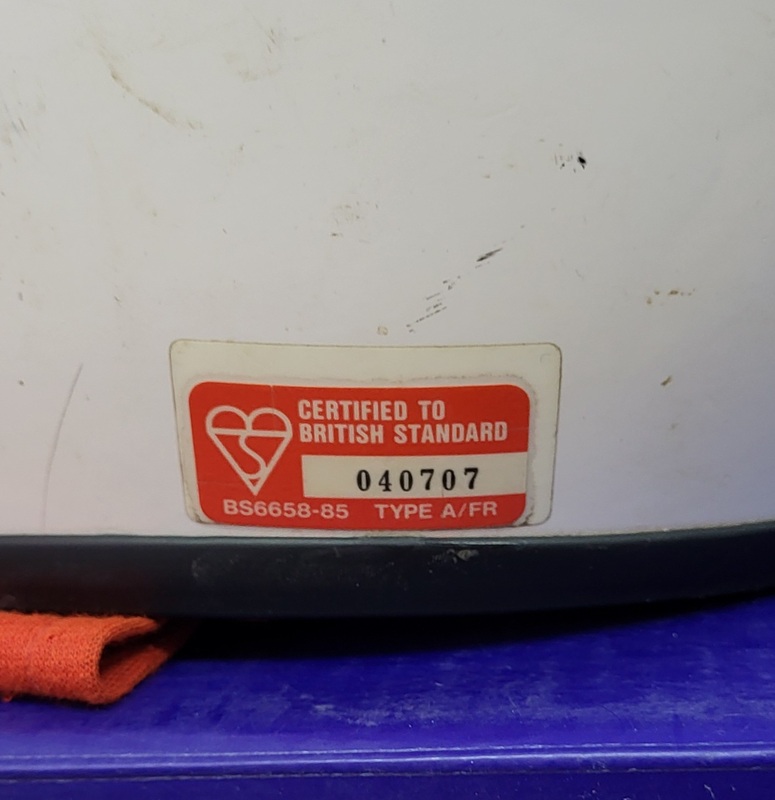 CERTIFIED TO
BRITISH STANDARD
040707
BS6658-85 TYPE A/FR